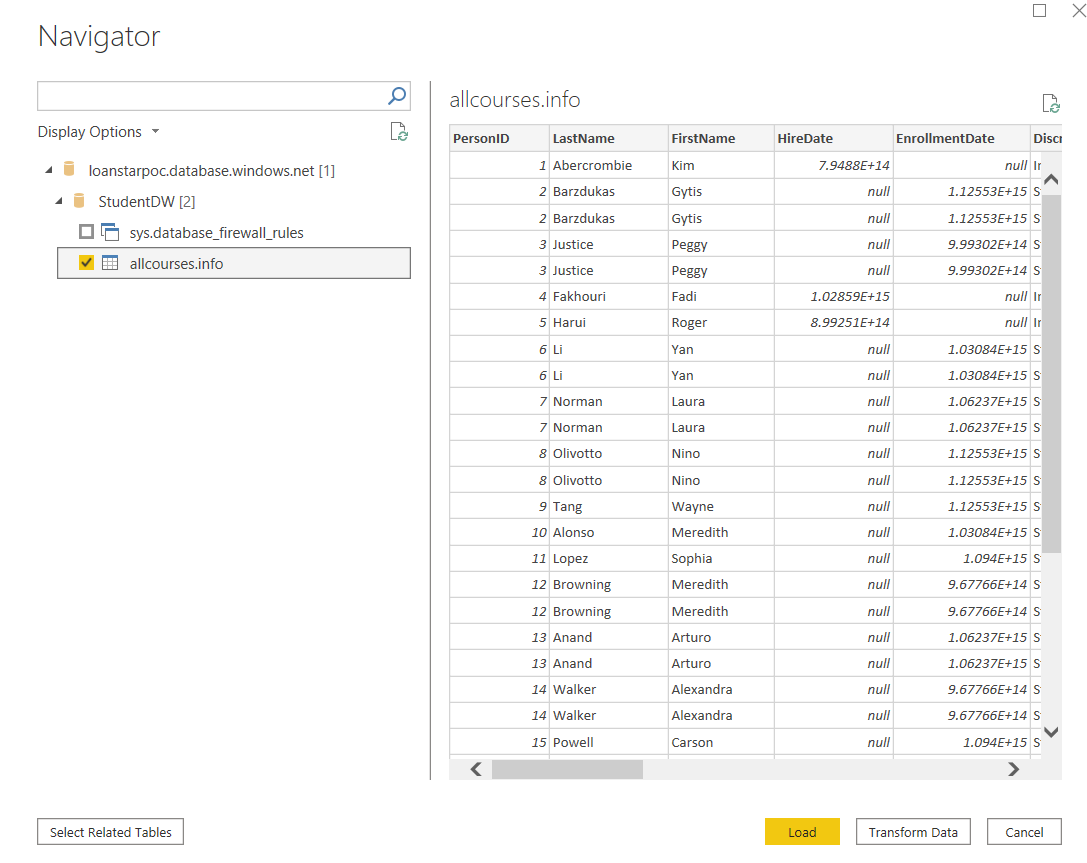 Navigator
allcourses.info
Display Options
loanstarpoc.database.windows.net [1]
StudentDW [2]
sys.database_firewall_rules
allcourses.info
PersonID LastName FirstName HireDate EnrollmentDate Discr
1 Abercrombie Kim 7.9488E+14 null In
2 Barzdukas Gytis null 1.12553E+15 S
2 Barzdukas Gytis null 1.12553E+15 S
3 Justice Peggy null 9.99302E+14 S
3 Justice Peggy null 9.99302E+14 S
4 Fakhouri Fadi 1.02859E+15 null In
5 Harui Roger 8.99251E+14 null In
6 Li Yan null 1.03084E+15 S
6 Li Yan null 1.03084E+15 S
7 Norman Laura null 1.06237E+15 S
7 Norman Laura null 1.06237E+15 S
8 Olivotto Nino null 1.12553E+15 S
8 Olivotto Nino null 1.12553E+15 S
9 Tang Wayne null 1.12553E+15 S
10 Alonso Meredith null 1.03084E+15 S
11 Lopez Sophia null 1.094E+15 S
12 Browning Meredith null 9.67766E+14 S
12 Browning Meredith null 9.67766E+14 S
13 Anand Arturo null 1.06237E+15 S
13 Anand Arturo null 1.06237E+15 S
14 Walker Alexandra null 9.67766E+14 S
14 Walker Alexandra null 9.67766E+14 S
15 Powell Carson null 1.094E+15 S
Select Related Tables Load Transform Data Cancel